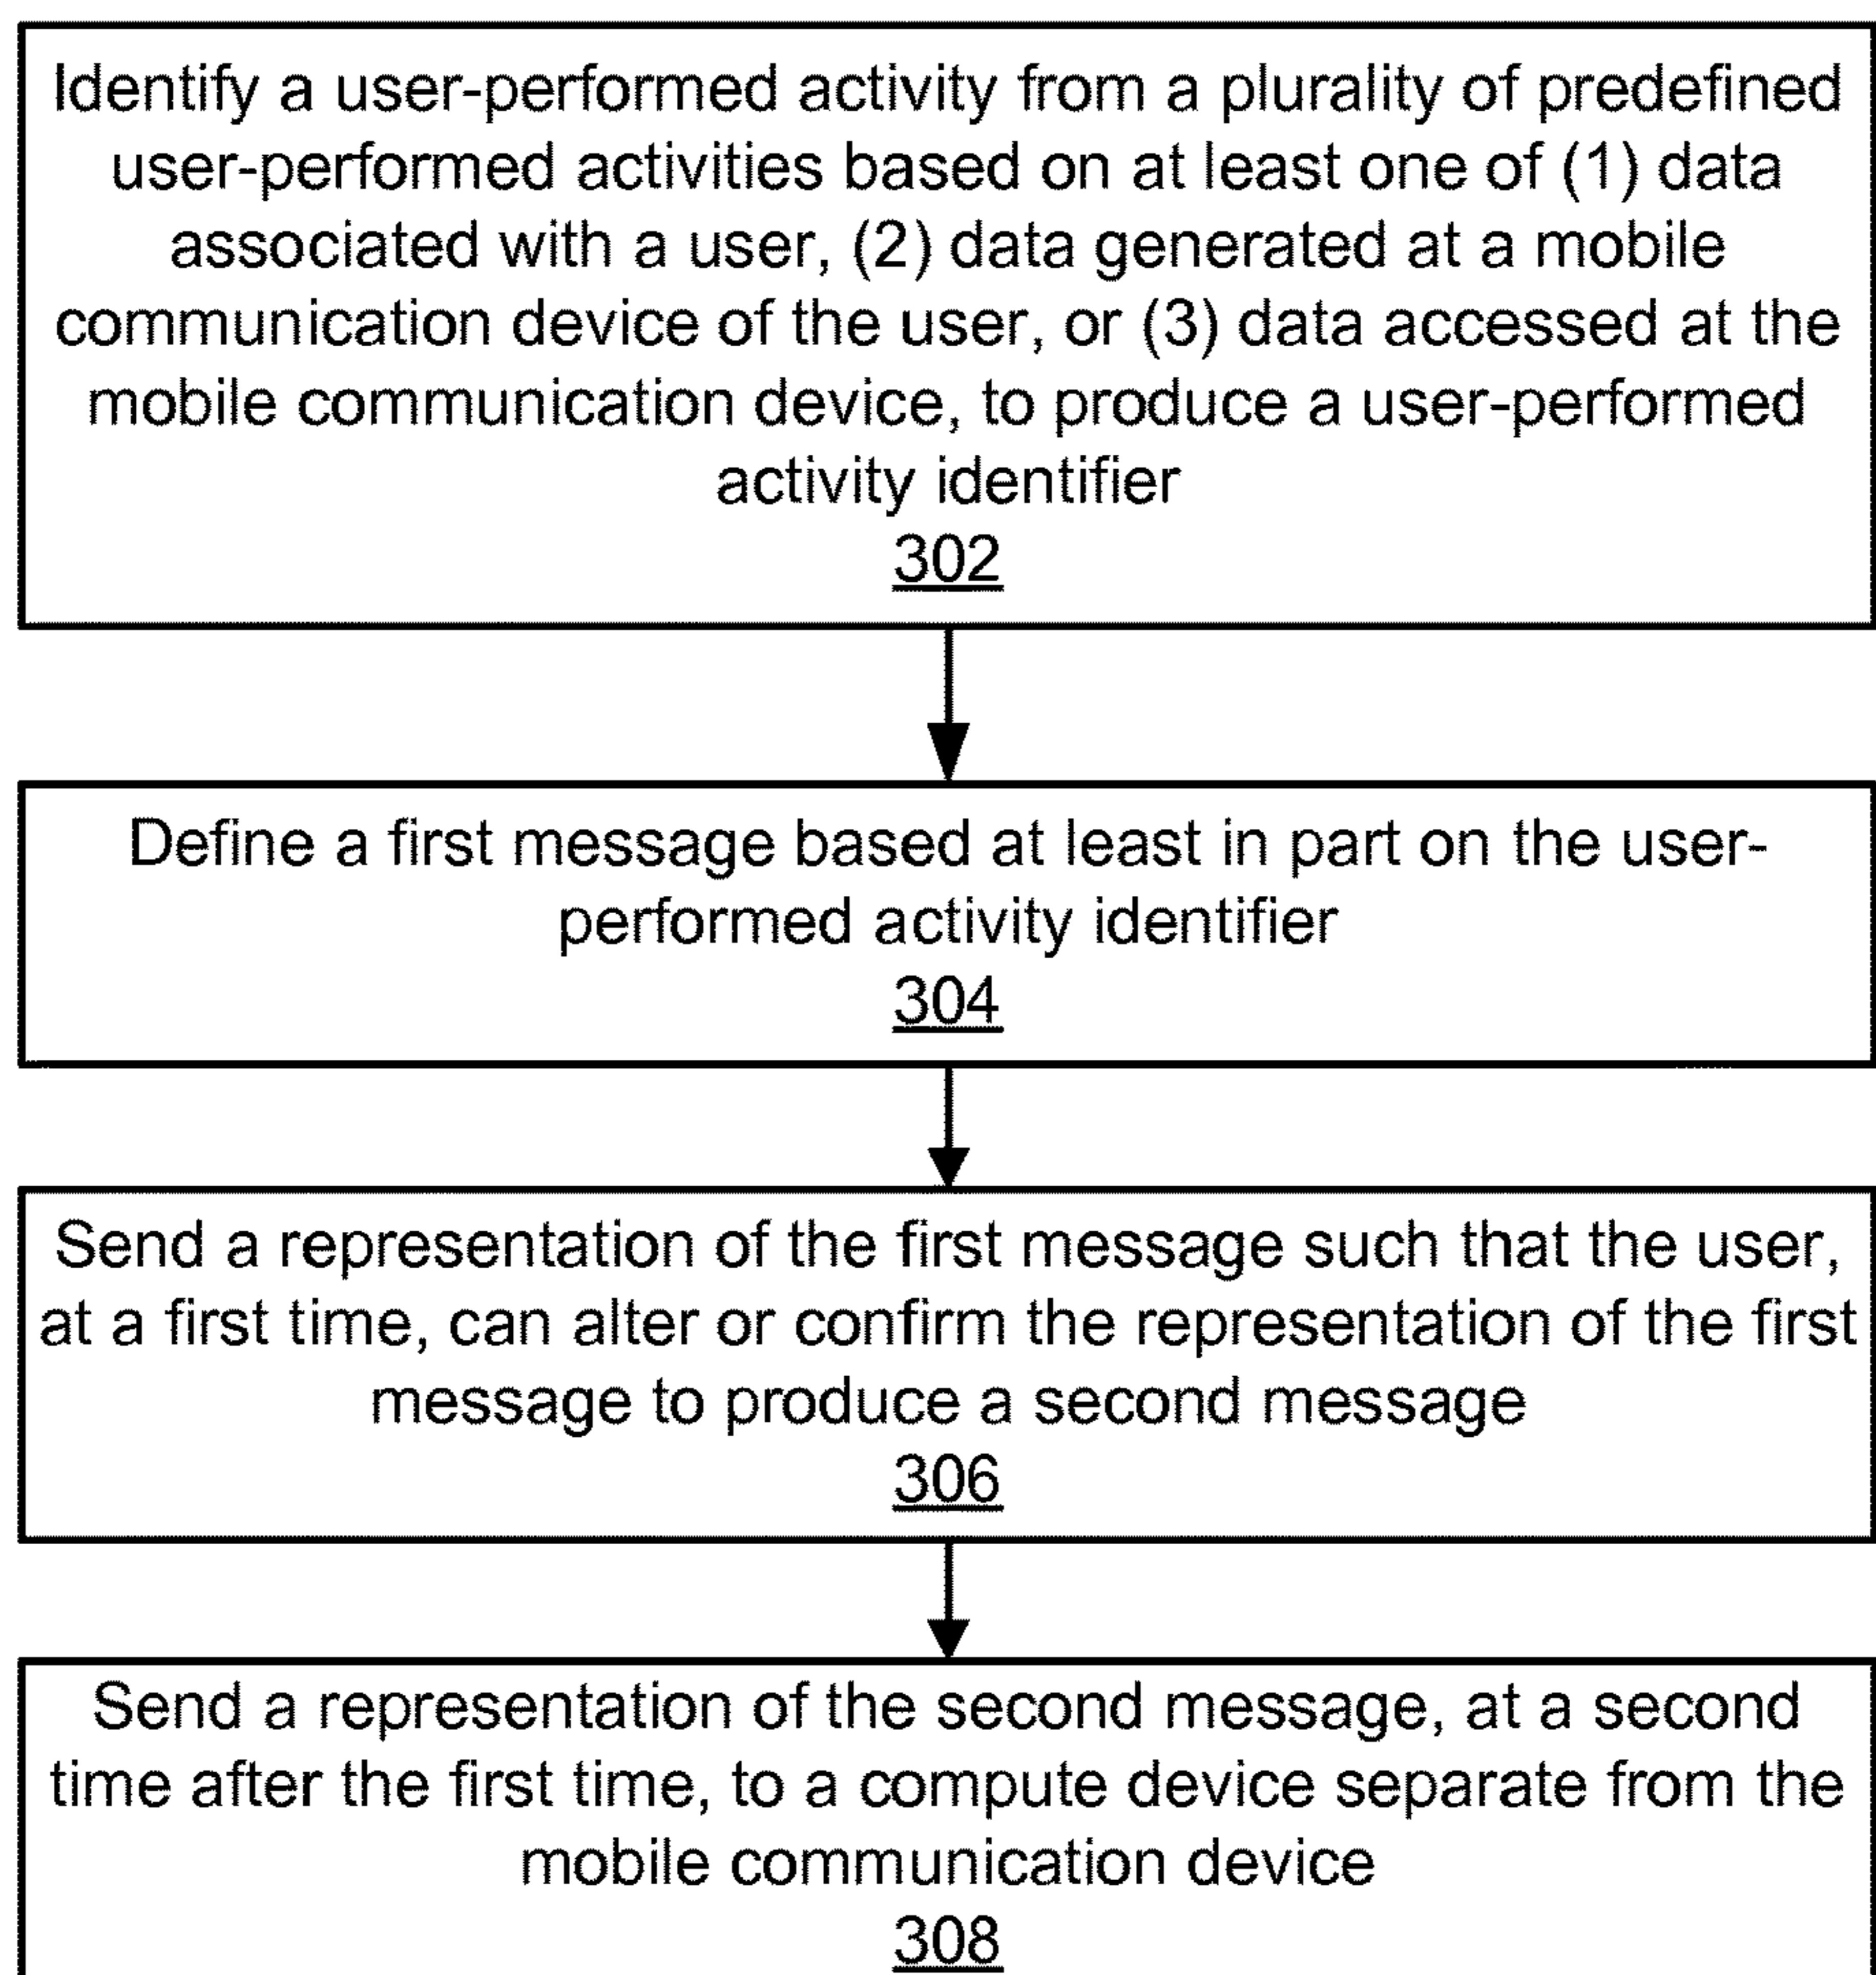 Identify a user-performed activity from a plurality of predefined
user-performed activities based on at least one of (1) data
associated with a user, (2) data generated at a mobile
communication device of the user, or (3) data accessed at the
mobile communication device, to produce a user-performed
activity identifier
302
Define a first message based at least in part on the user-
performed activity identifier
304
Send a representation of the first message such that the user,
at a first time, can alter or confirm the representation of the first
message to produce a second message
306
Send a representation of the second message, at a second
time after the first time, to a compute device separate from the
mobile communication device
308